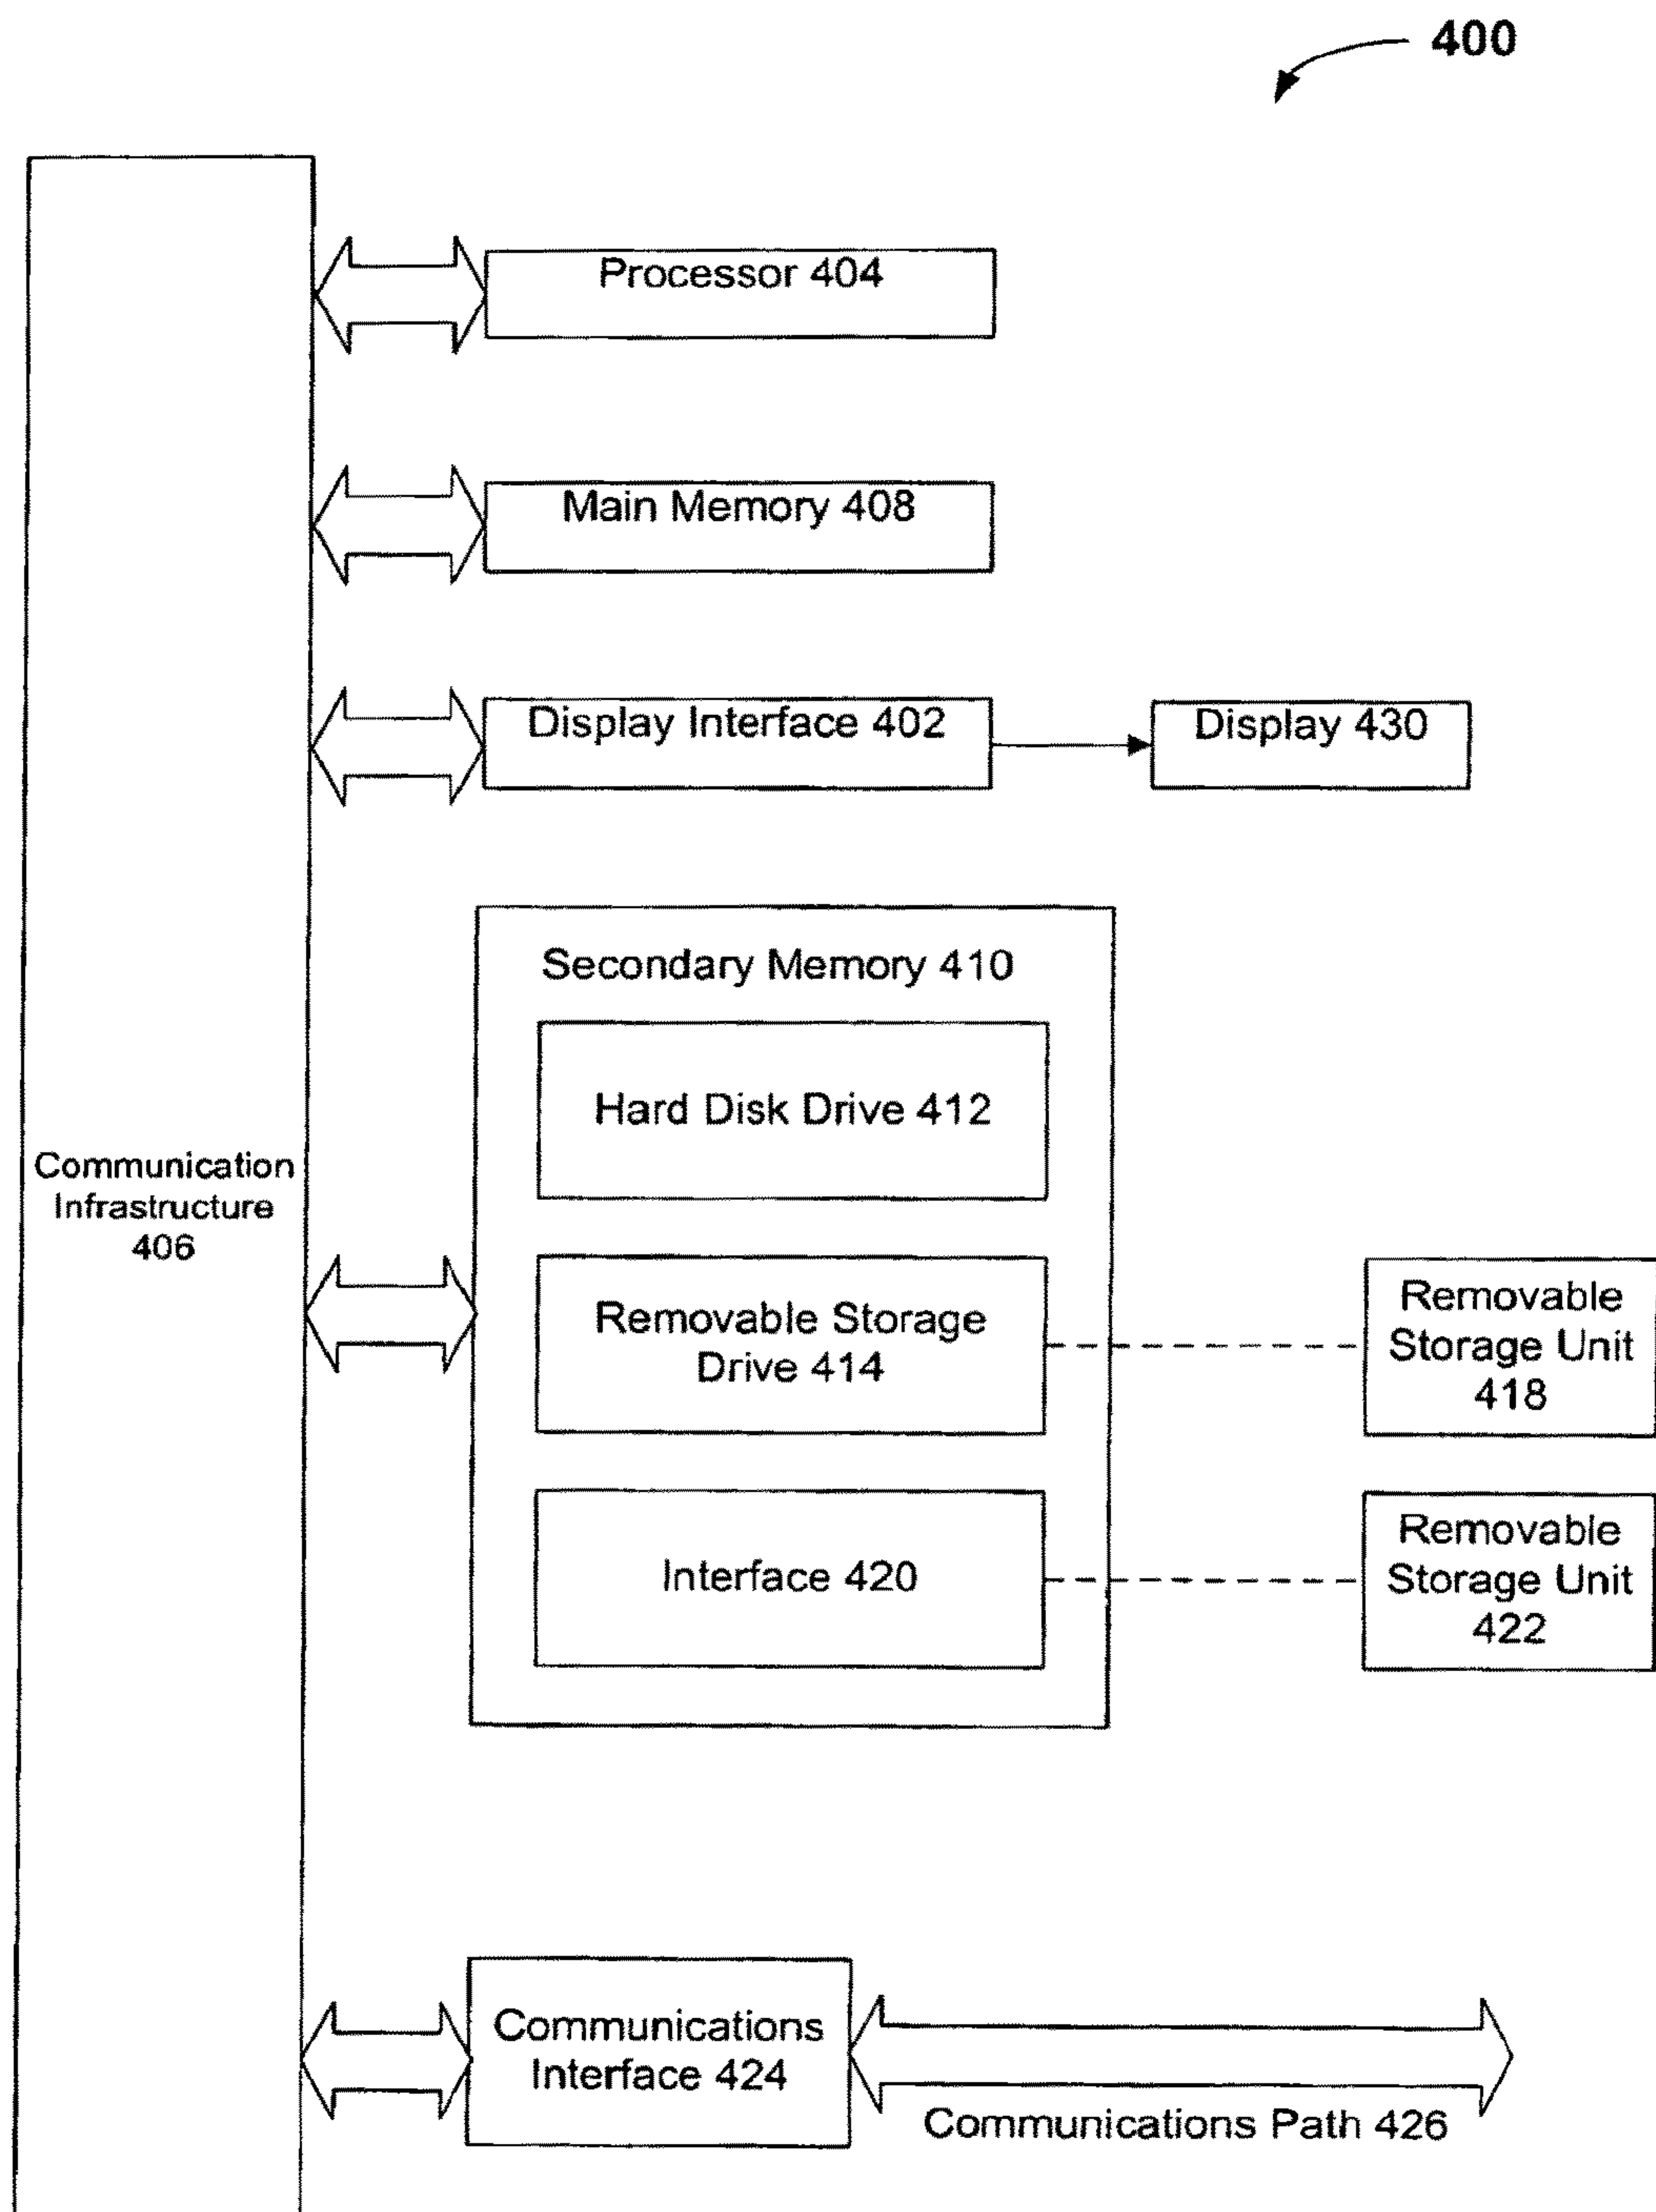 400
Processor 404
Main Memory 408
Display Interface 402
Display 430
Secondary Memory 410
Hard Disk Drive 412
Communication
Infrastructure
406
Removable Storage
Drive 414
Removable
Storage Unit
418
Interface 420
Removable
Storage Unit
422
Communications
Interface 424
Communications Path 426